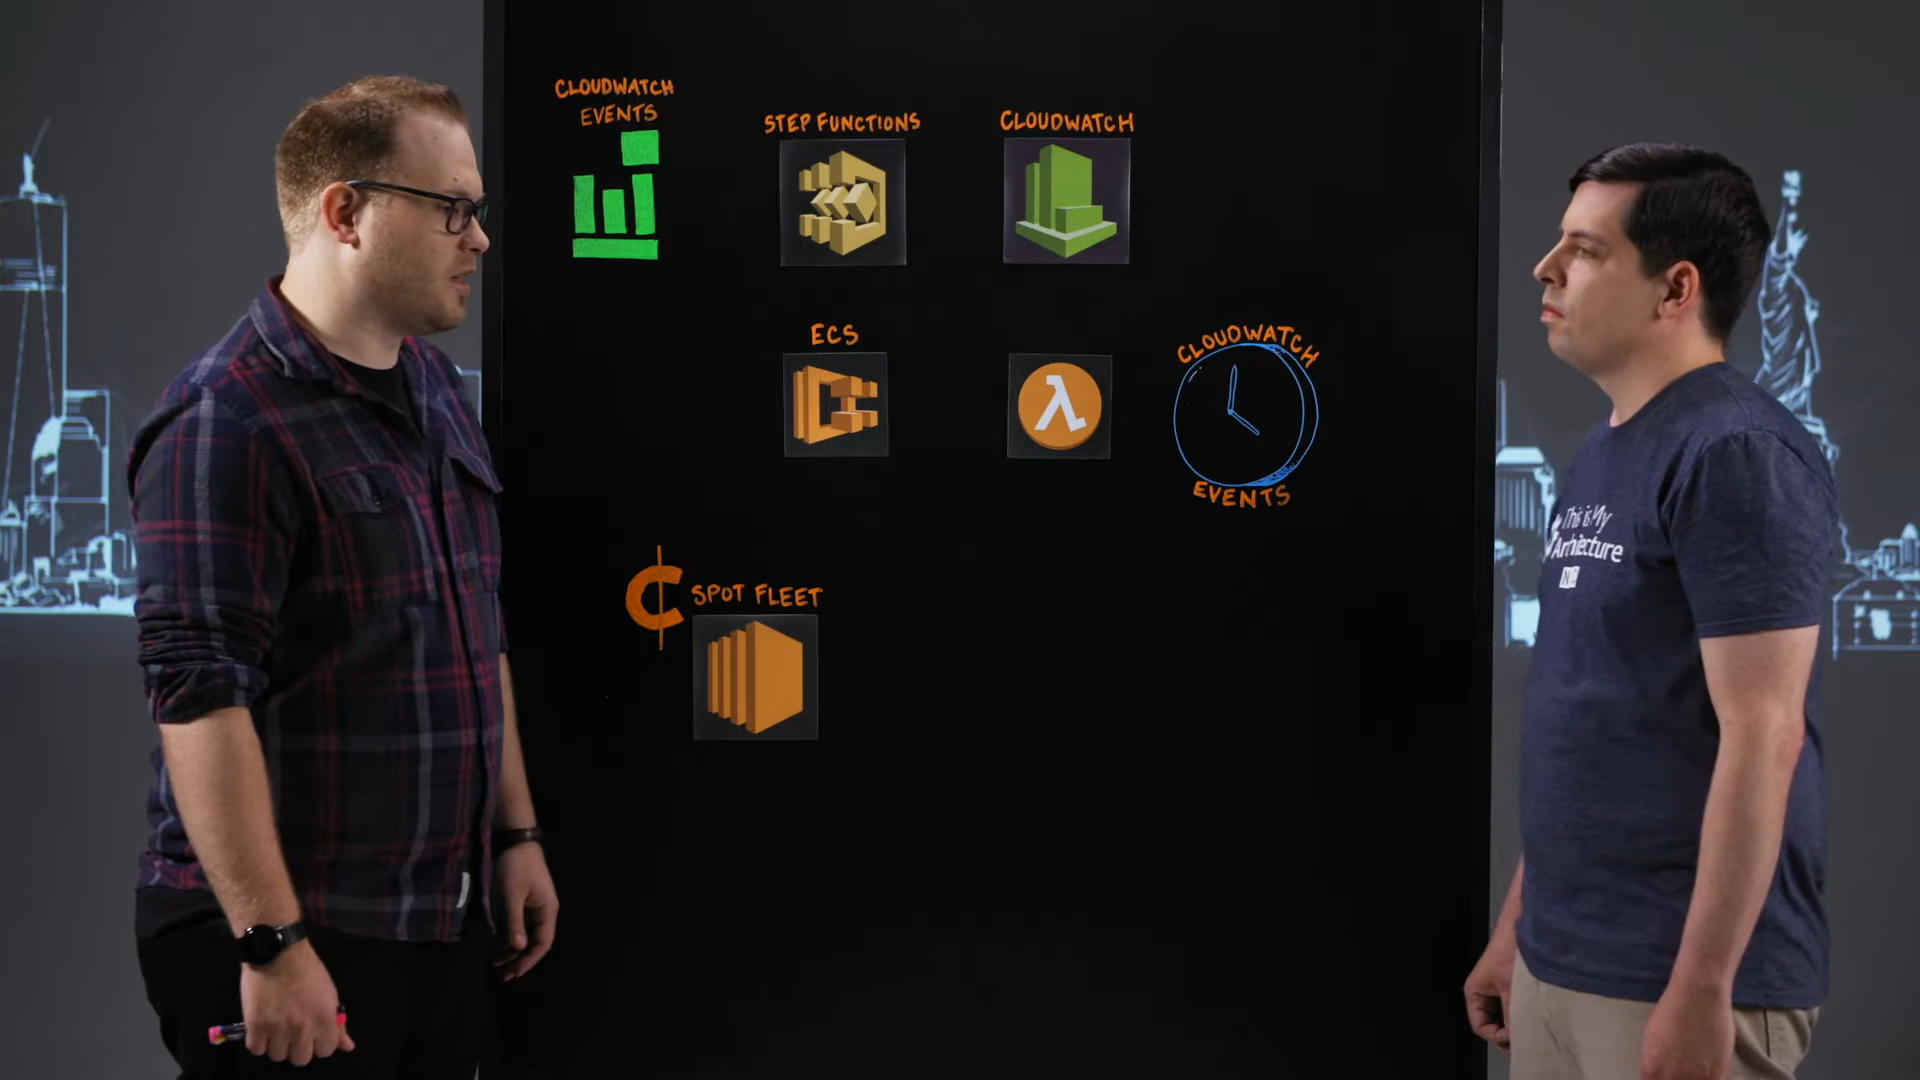 CLOUDWATCH
EVENTS
STEP FUNCTIONS
CLOUDWATCH
ECS
λ
CLOUDWATCH
EVENTS
¢ SPOT FLEET
This is My
Architecture